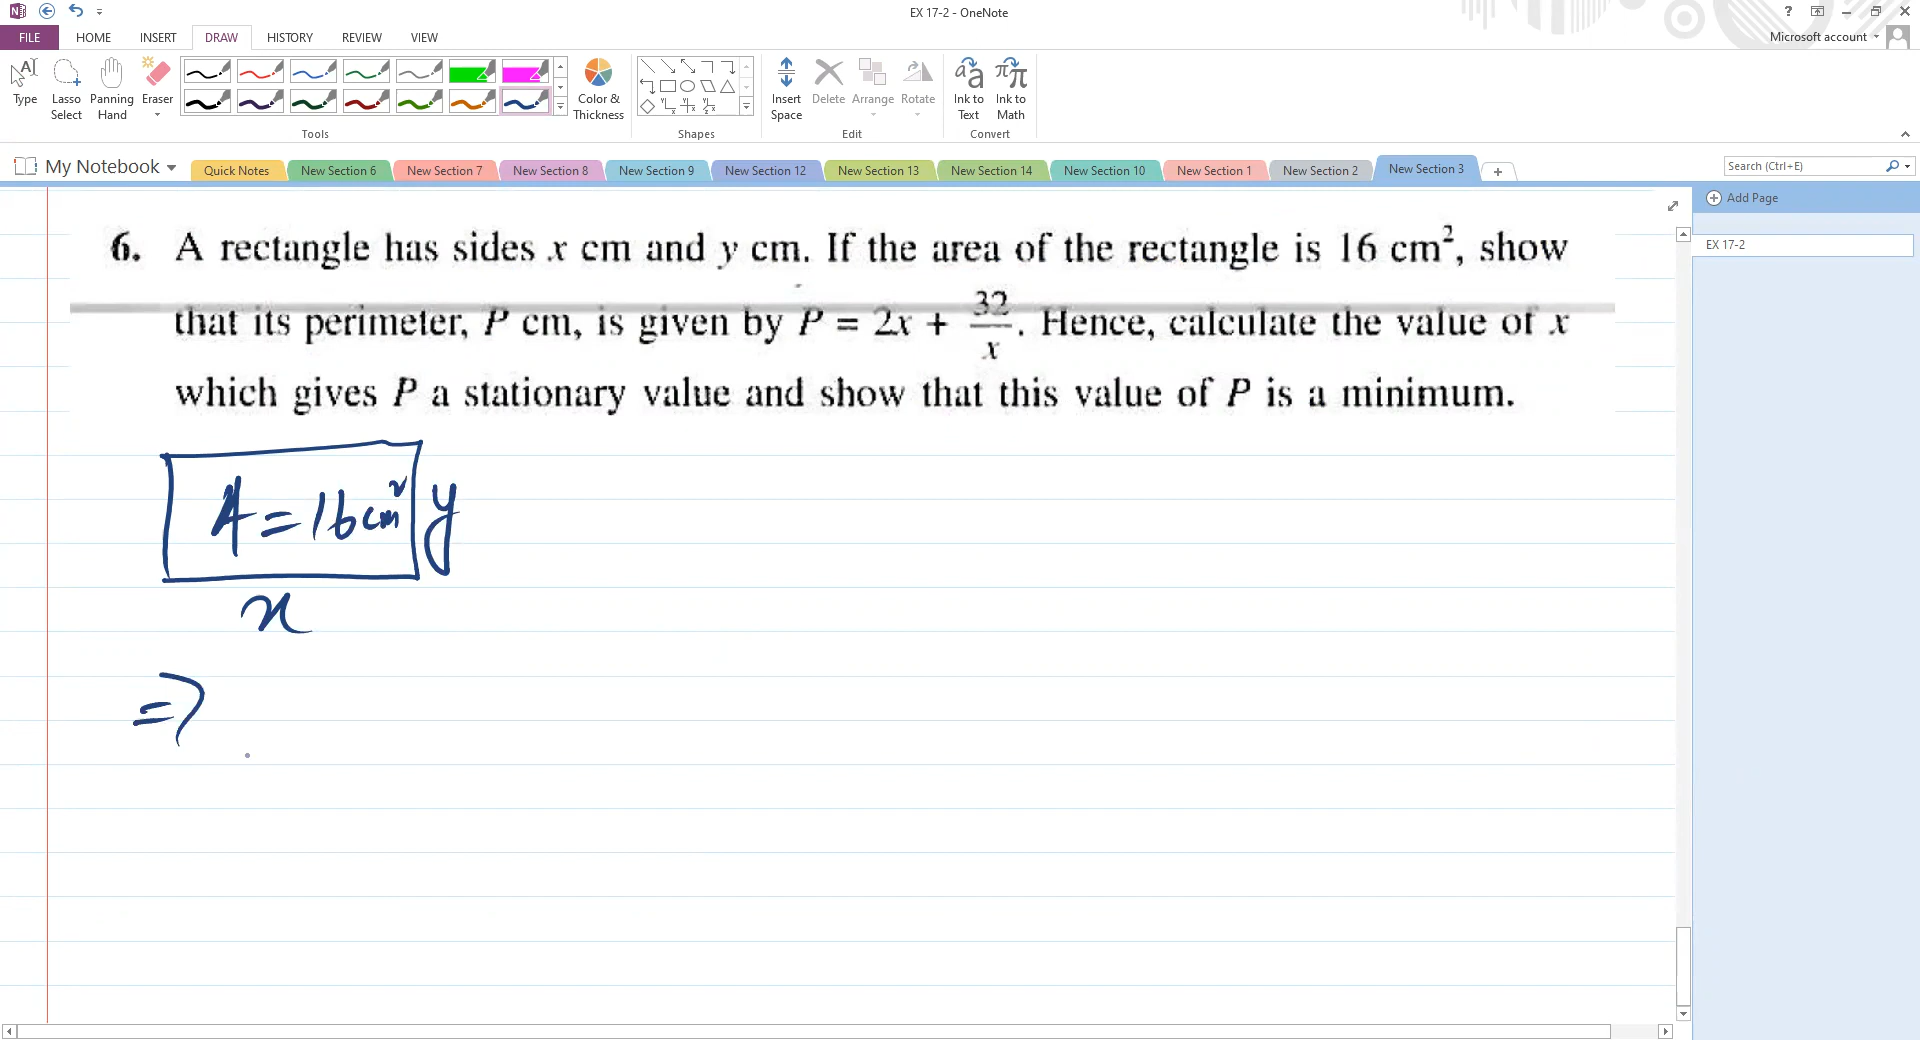 EX 17-2 - OneNote
?
FILE HOME INSERT DRAW HISTORY REVIEW VIEW
Microsoft account
Type
Lasso Select
Panning Hand
Eraser
Color & Thickness
Insert Space
Delete
Arrange
Rotate
Ink to Text
Ink to Math
Tools
Shapes
Edit
Convert
My Notebook
Quick Notes
New Section 6
New Section 7
New Section 8
New Section 9
New Section 12
New Section 13
New Section 14
New Section 10
New Section 1
New Section 2
New Section 3
+
Search (Ctrl+E)
Add Page
EX 17-2
6. A rectangle has sides x cm and y cm. If the area of the rectangle is 16 cm², show
that its perimeter, P cm, is given by P = 2x + 32/x. Hence, calculate the value of x
which gives P a stationary value and show that this value of P is a minimum.
A = 16 cm² y
x
=>